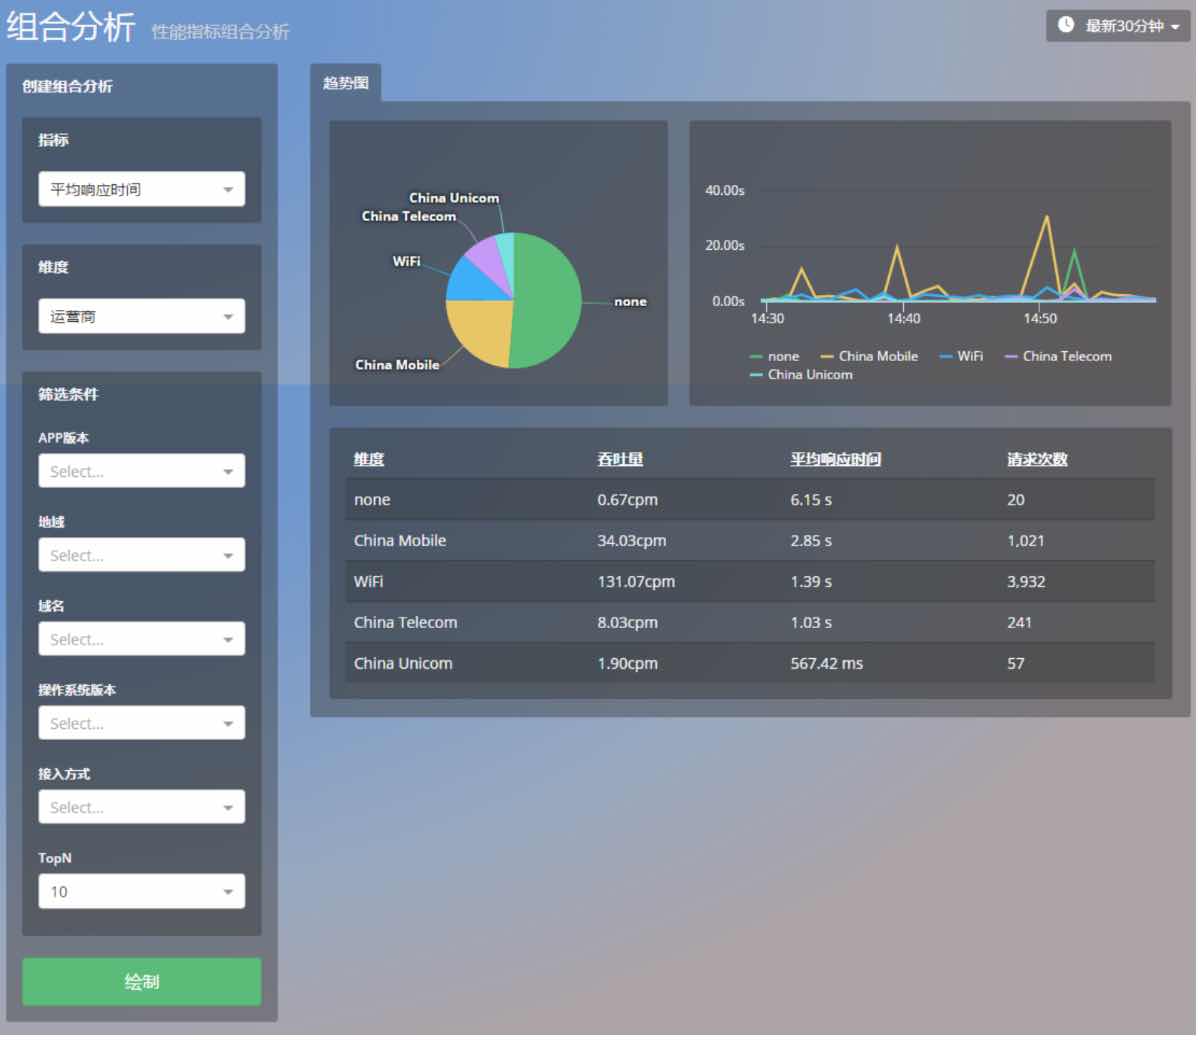 组合分析 性能指标组合分析
最新30分钟
创建组合分析
指标
平均响应时间
维度
运营商
筛选条件
APP版本
Select...
地域
Select...
域名
Select...
操作系统版本
Select...
接入方式
Select...
TopN
10
绘制
趋势图
China Unicom
China Telecom
WiFi
none
China Mobile
40.00s
20.00s
0.00s
14:30 14:40 14:50
none China Mobile WiFi China Telecom
China Unicom
维度 吞吐量 平均响应时间 请求次数
none 0.67cpm 6.15 s 20
China Mobile 34.03cpm 2.85 s 1,021
WiFi 131.07cpm 1.39 s 3,932
China Telecom 8.03cpm 1.03 s 241
China Unicom 1.90cpm 567.42 ms 57